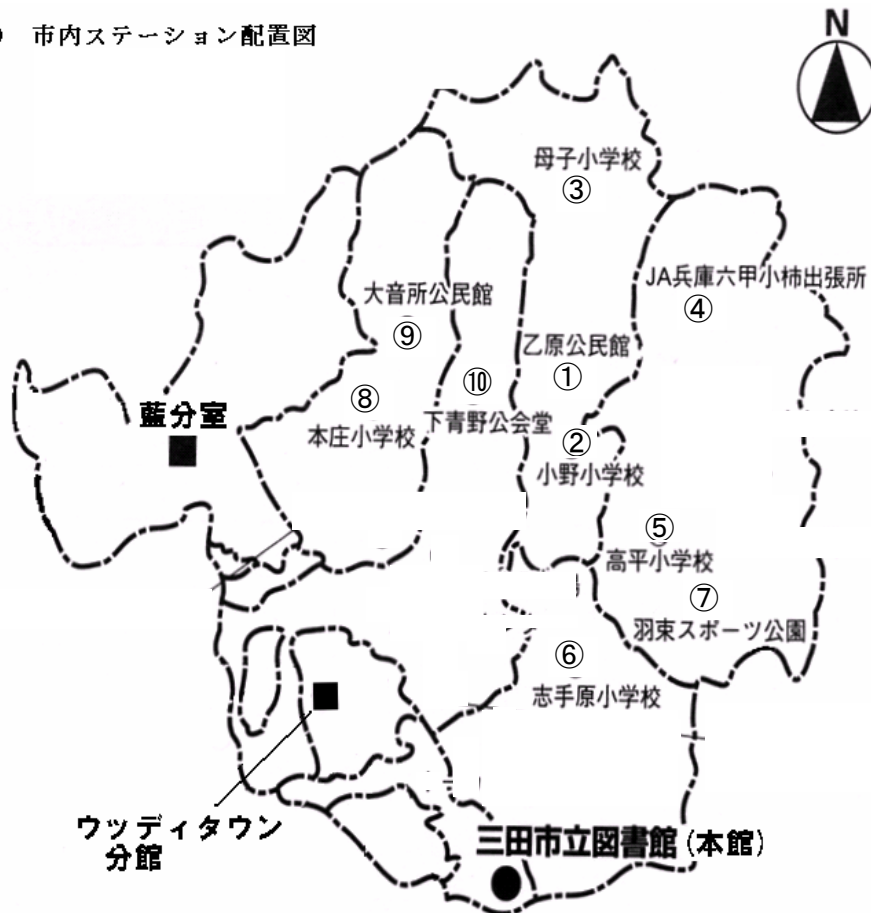 市内ステーション配置図
N
母子小学校
③
JA兵庫六甲小柿出張所
④
大音所公民館
⑨
乙原公民館
①
⑩
下青野公会堂
⑧
本庄小学校
藍分室
②
小野小学校
⑤
高平小学校
⑦
羽束スポーツ公園
⑥
志手原小学校
ウッディタウン
分館
三田市立図書館(本館)